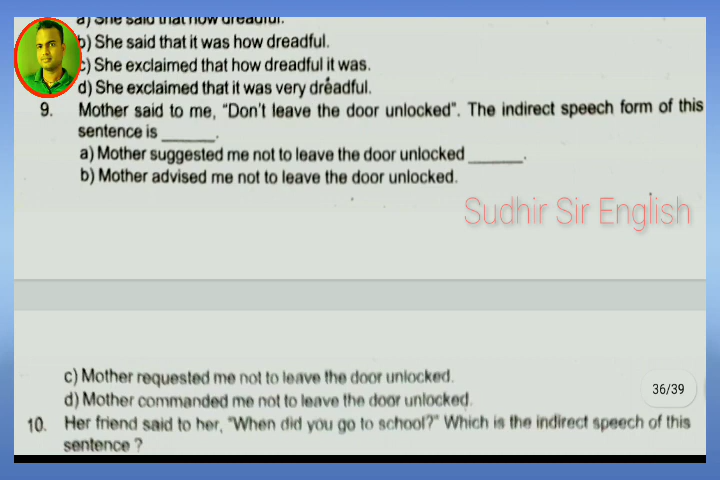 a) She said that how dreadful.
b) She said that it was how dreadful.
c) She exclaimed that how dreadful it was.
d) She exclaimed that it was very dreadful.
9. Mother said to me, "Don't leave the door unlocked". The indirect speech form of this
sentence is ______.
a) Mother suggested me not to leave the door unlocked ______.
b) Mother advised me not to leave the door unlocked.
Sudhir Sir English
c) Mother requested me not to leave the door unlocked.
36/39
d) Mother commanded me not to leave the door unlocked.
10. Her friend said to her, "When did you go to school?" Which is the indirect speech of this
sentence ?